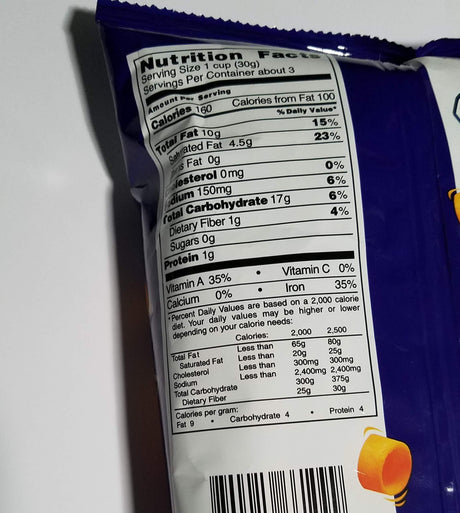 Nutrition Facts
Serving Size 1 cup (30g)
Servings Per Container about 3
Amount Per Serving
Calories 160 Calories from Fat 100
% Daily Value*
Total Fat 10g 15%
Saturated Fat 4.5g 23%
Fat 0g
Cholesterol 0mg 0%
Sodium 150mg 6%
Total Carbohydrate 17g 6%
Dietary Fiber 1g 4%
Sugars 0g
Protein 1g
Vitamin A 35% • Vitamin C 0%
Calcium 0% • Iron 35%
*Percent Daily Values are based on a 2,000 calorie
diet. Your daily values may be higher or lower
depending on your calorie needs:
Calories: 2,000 2,500
Total Fat Less than 65g 80g
Saturated Fat Less than 20g 25g
Cholesterol Less than 300mg 300mg
Sodium Less than 2,400mg 2,400mg
Total Carbohydrate 300g 375g
Dietary Fiber 25g 30g
Calories per gram:
Fat 9 • Carbohydrate 4 • Protein 4